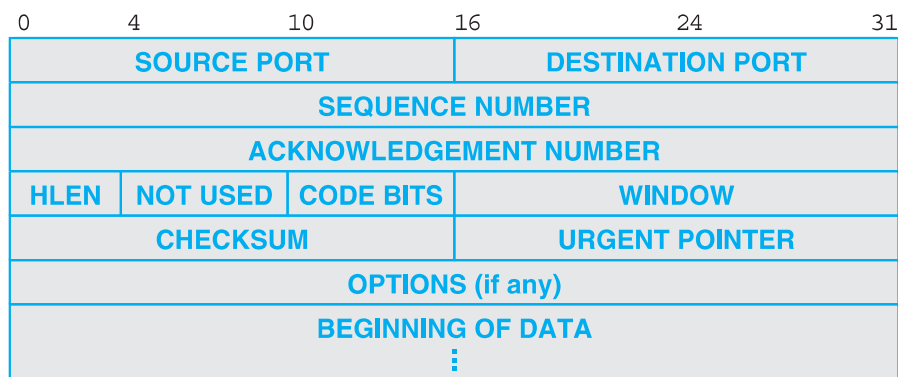 0 4 10 16 24 31
SOURCE PORT DESTINATION PORT
SEQUENCE NUMBER
ACKNOWLEDGEMENT NUMBER
HLEN NOT USED CODE BITS WINDOW
CHECKSUM URGENT POINTER
OPTIONS (if any)
BEGINNING OF DATA